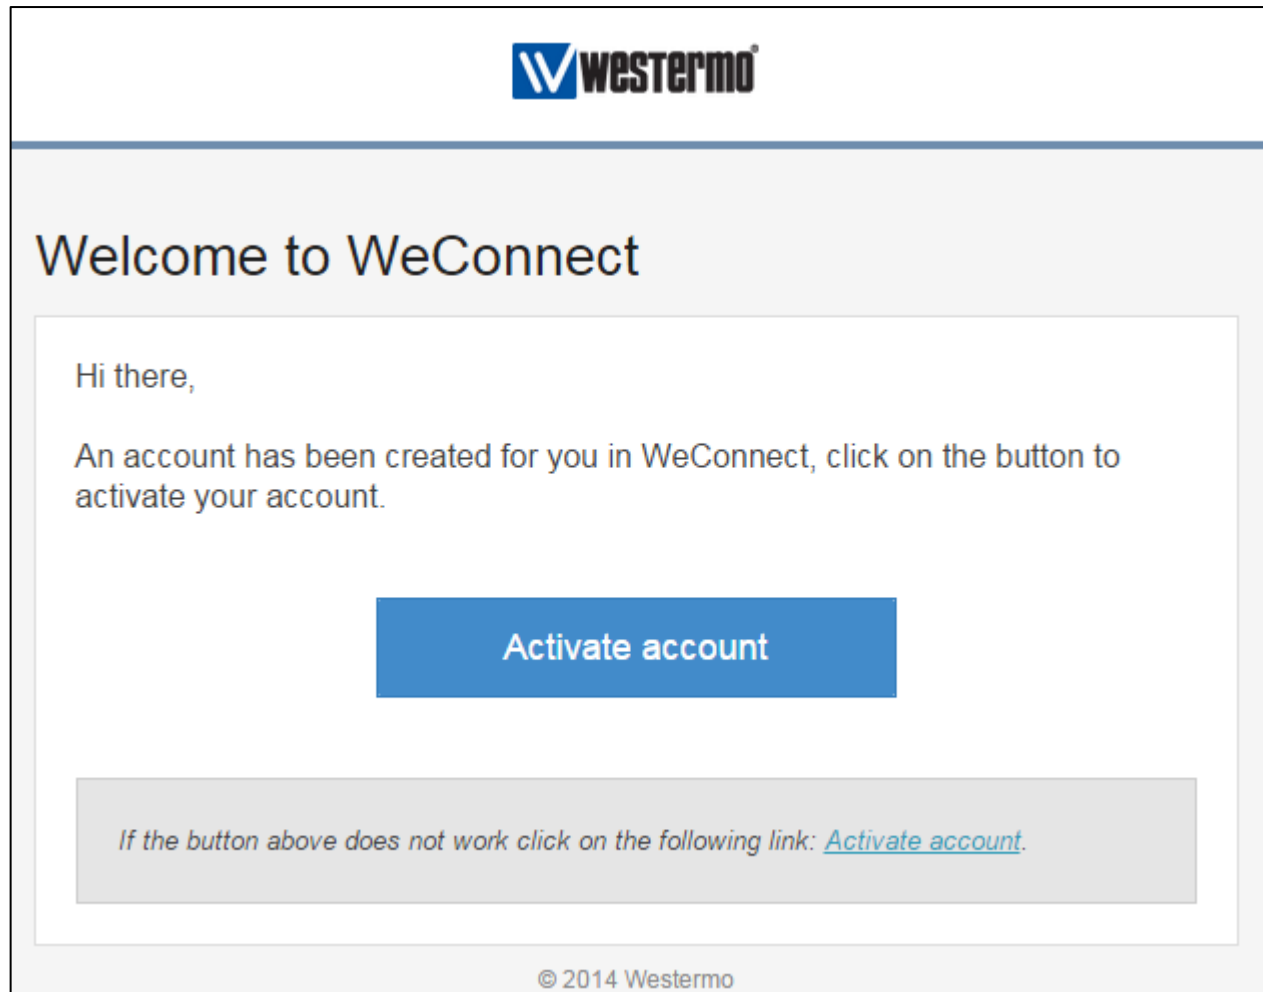 westermo®
Welcome to WeConnect
Hi there,
An account has been created for you in WeConnect, click on the button to
activate your account.
Activate account
If the button above does not work click on the following link: Activate account.
© 2014 Westermo